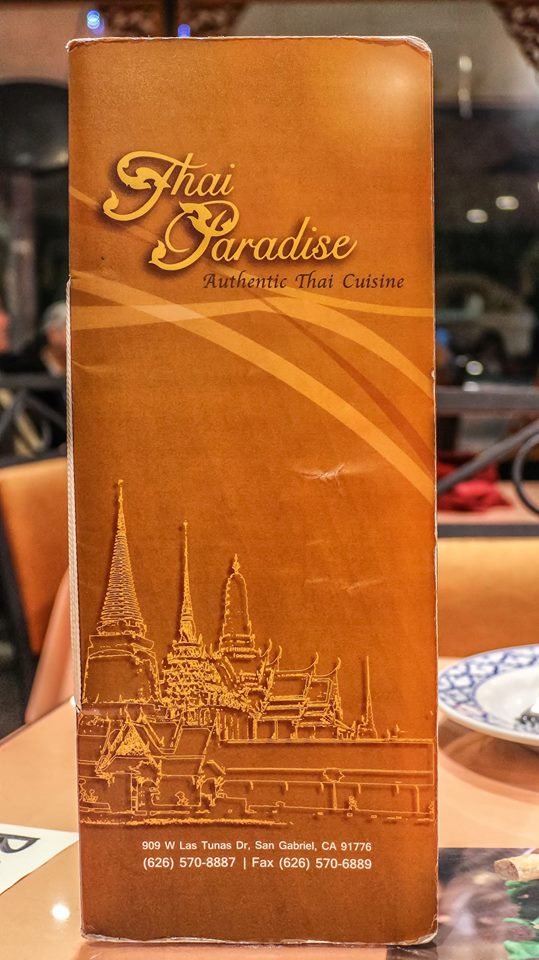 Thai
Paradise
Authentic Thai Cuisine
909 W Las Tunas Dr, San Gabriel, CA 91776
(626) 570-8887 | Fax (626) 570-6889